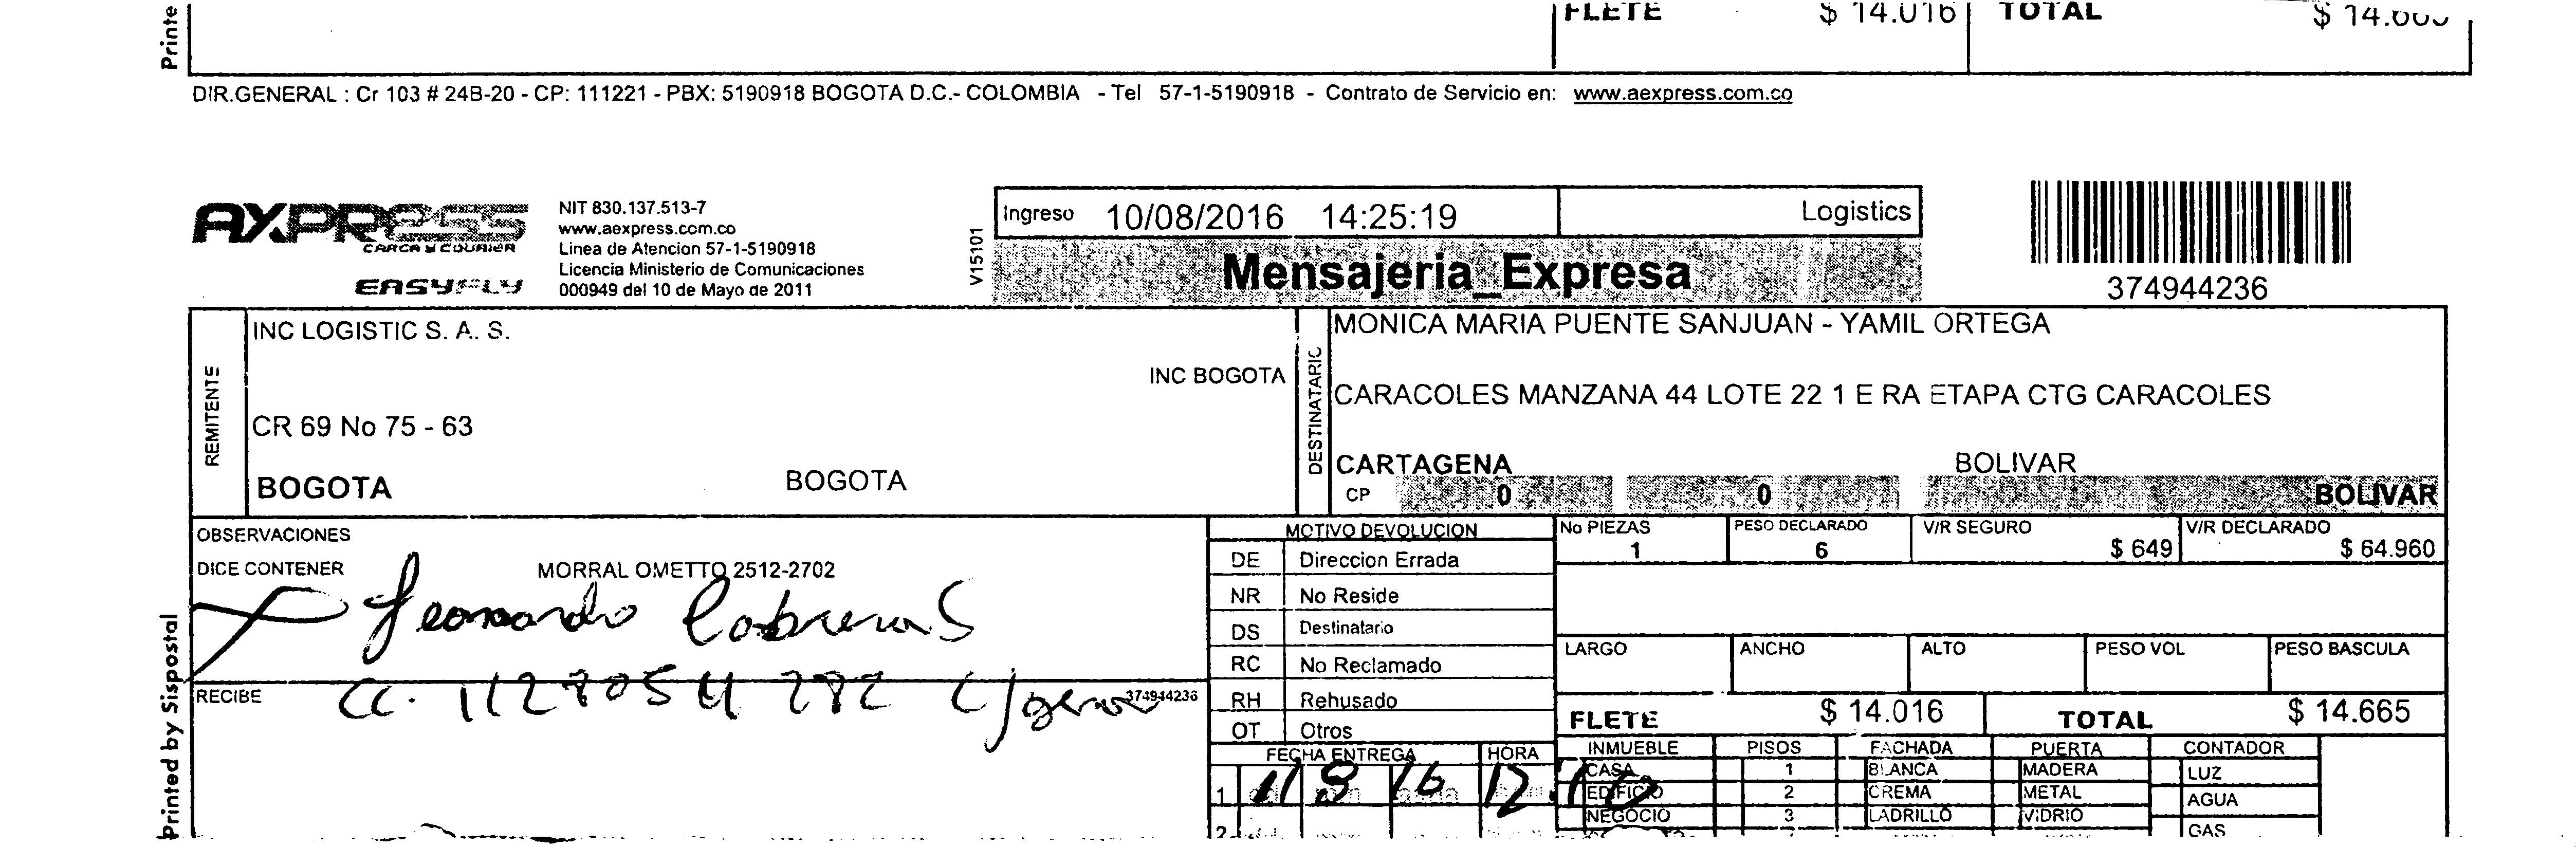 Printe
FLETE $ 14.016 TOTAL $ 14.665
DIR.GENERAL : Cr 103 # 24B-20 - CP: 111221 - PBX: 5190918 BOGOTA D.C.- COLOMBIA - Tel 57-1-5190918 - Contrato de Servicio en: www.aexpress.com.co
AXPRESS
CARGA Y COURIER
EASYFLY
NIT 830.137.513-7
www.aexpress.com.co
Linea de Atencion 57-1-5190918
Licencia Ministerio de Comunicaciones
000949 del 10 de Mayo de 2011
V15101
Ingreso 10/08/2016 14:25:19 Logistics
Mensajeria_Expresa
374944236
REMITENTE
INC LOGISTIC S. A. S.
INC BOGOTA
CR 69 No 75 - 63
BOGOTA BOGOTA
DESTINATARIO
MONICA MARIA PUENTE SANJUAN - YAMIL ORTEGA
CARACOLES MANZANA 44 LOTE 22 1 E RA ETAPA CTG CARACOLES
CARTAGENA BOLIVAR
CP 0 0 BOLIVAR
OBSERVACIONES
DICE CONTENER MORRAL OMETTO 2512-2702
Leonardo Cabreras
RECIBE CC. 1128054282 374944236
Printed by Sispostal
MOTIVO DEVOLUCION
DE Direccion Errada
NR No Reside
DS Destinatario
RC No Reclamado
RH Rehusado
OT Otros
FECHA ENTREGA HORA
1 11 8 16 12:10
2
No PIEZAS PESO DECLARADO V/R SEGURO V/R DECLARADO
1 6 $ 649 $ 64.960
LARGO ANCHO ALTO PESO VOL PESO BASCULA
FLETE $ 14.016 TOTAL $ 14.665
INMUEBLE PISOS FACHADA PUERTA CONTADOR
CASA 1 BLANCA MADERA LUZ
EDIFICIO 2 CREMA METAL AGUA
NEGOCIO 3 LADRILLO VIDRIO GAS